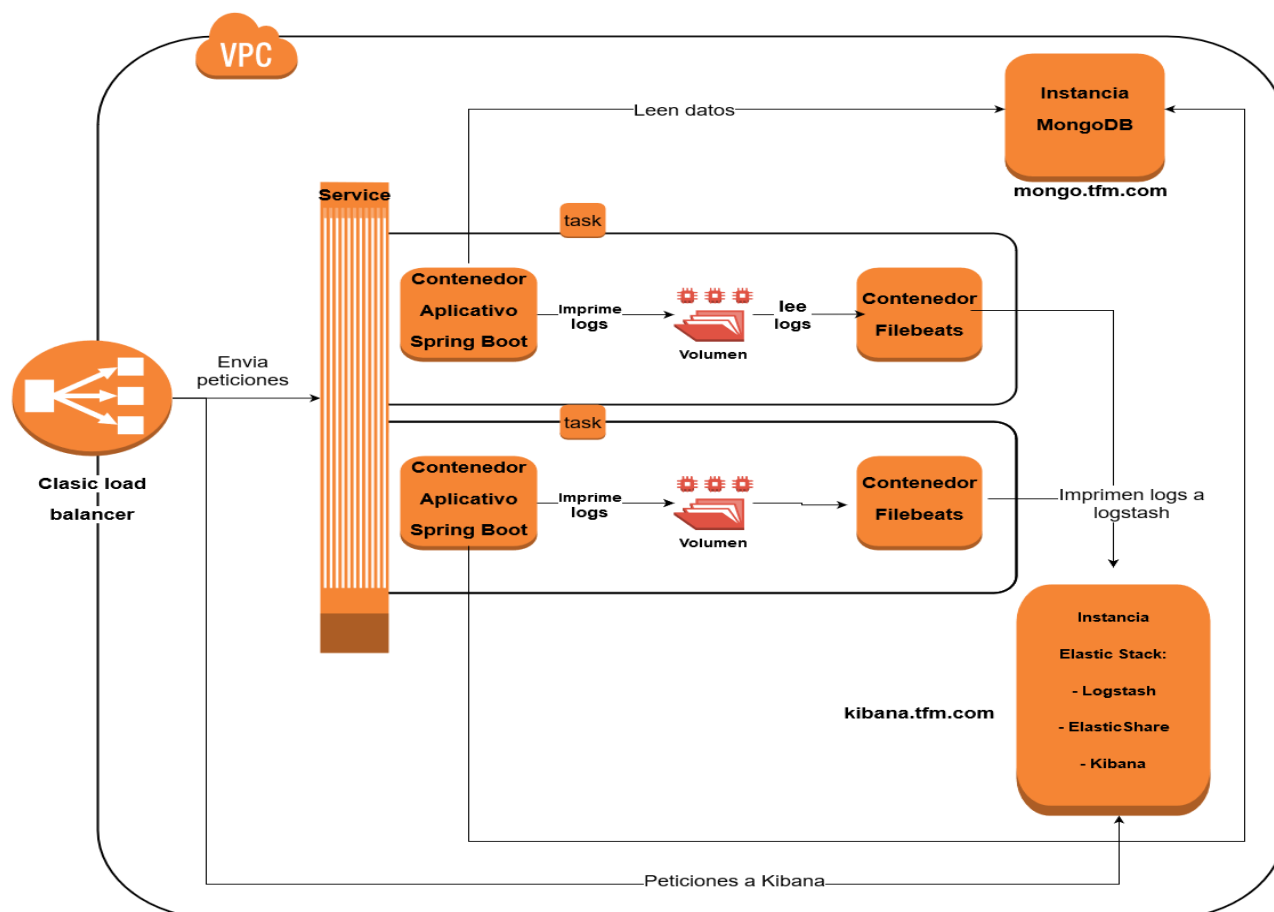 VPC
Instancia
MongoDB
mongo.tfm.com
Leen datos
Service
task
Contenedor
Aplicativo
Spring Boot
Imprime
logs
Volumen
lee
logs
Contenedor
Filebeats
Envia
peticiones
Clasic load
balancer
task
Contenedor
Aplicativo
Spring Boot
Imprime
logs
Volumen
Contenedor
Filebeats
Imprimen logs a
logstash
Instancia
Elastic Stack:
- Logstash
- ElasticShare
- Kibana
kibana.tfm.com
Peticiones a Kibana